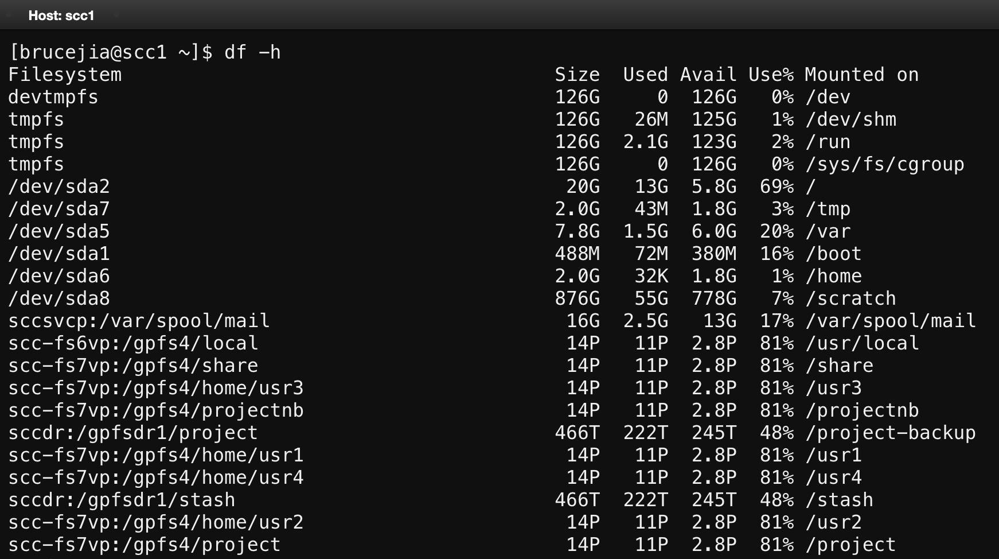 Host: scc1
[brucejia@scc1 ~]$ df -h
Filesystem Size Used Avail Use% Mounted on
devtmpfs 126G 0 126G 0% /dev
tmpfs 126G 26M 125G 1% /dev/shm
tmpfs 126G 2.1G 123G 2% /run
tmpfs 126G 0 126G 0% /sys/fs/cgroup
/dev/sda2 20G 13G 5.8G 69% /
/dev/sda7 2.0G 43M 1.8G 3% /tmp
/dev/sda5 7.8G 1.5G 6.0G 20% /var
/dev/sda1 488M 72M 380M 16% /boot
/dev/sda6 2.0G 32K 1.8G 1% /home
/dev/sda8 876G 55G 778G 7% /scratch
sccsvcp:/var/spool/mail 16G 2.5G 13G 17% /var/spool/mail
scc-fs6vp:/gpfs4/local 14P 11P 2.8P 81% /usr/local
scc-fs7vp:/gpfs4/share 14P 11P 2.8P 81% /share
scc-fs7vp:/gpfs4/home/usr3 14P 11P 2.8P 81% /usr3
scc-fs7vp:/gpfs4/projectnb 14P 11P 2.8P 81% /projectnb
sccdr:/gpfsdr1/project 466T 222T 245T 48% /project-backup
scc-fs7vp:/gpfs4/home/usr1 14P 11P 2.8P 81% /usr1
scc-fs7vp:/gpfs4/home/usr4 14P 11P 2.8P 81% /usr4
sccdr:/gpfsdr1/stash 466T 222T 245T 48% /stash
scc-fs7vp:/gpfs4/home/usr2 14P 11P 2.8P 81% /usr2
scc-fs7vp:/gpfs4/project 14P 11P 2.8P 81% /project